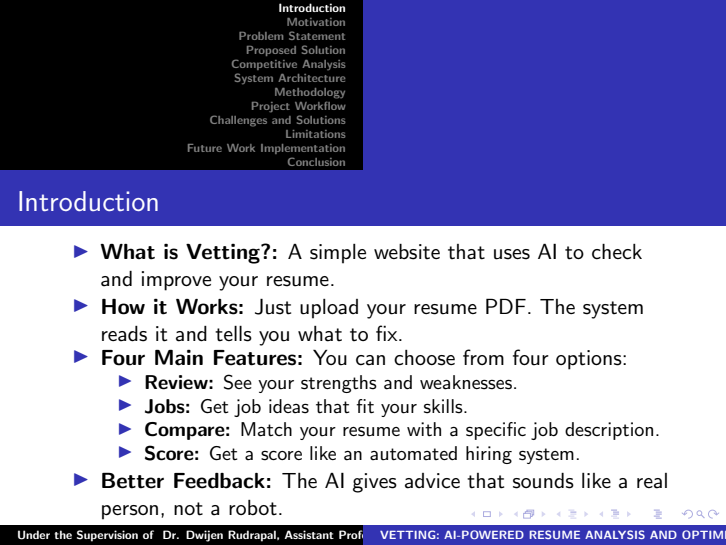 Introduction
Motivation
Problem Statement
Proposed Solution
Competitive Analysis
System Architecture
Methodology
Project Workflow
Challenges and Solutions
Limitations
Future Work Implementation
Conclusion
Introduction
What is Vetting?: A simple website that uses AI to check
and improve your resume.
How it Works: Just upload your resume PDF. The system
reads it and tells you what to fix.
Four Main Features: You can choose from four options:
Review: See your strengths and weaknesses.
Jobs: Get job ideas that fit your skills.
Compare: Match your resume with a specific job description.
Score: Get a score like an automated hiring system.
Better Feedback: The AI gives advice that sounds like a real
person, not a robot.
Under the Supervision of Dr. Dwijen Rudrapal, Assistant
VETTING: AI-POWERED RESUME ANALYSIS AND